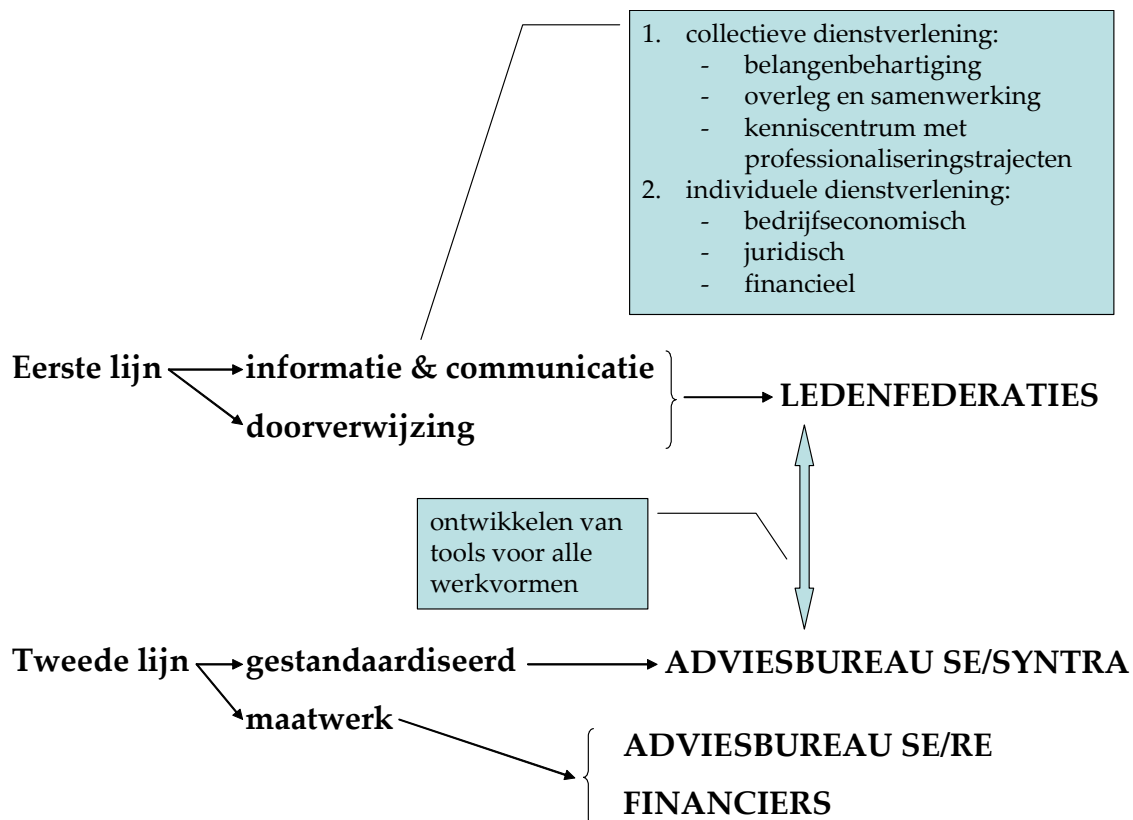 1. collectieve dienstverlening:
- belangenbehartiging
- overleg en samenwerking
- kenniscentrum met
professionaliseringstrajecten
2. individuele dienstverlening:
- bedrijfseconomisch
- juridisch
- financieel
Eerste lijn
informatie & communicatie
doorverwijzing
LEDENFEDERATIES
ontwikkelen van
tools voor alle
werkvormen
Tweede lijn
gestandaardiseerd
ADVIESBUREAU SE/SYNTRA
maatwerk
ADVIESBUREAU SE/RE
FINANCIERS